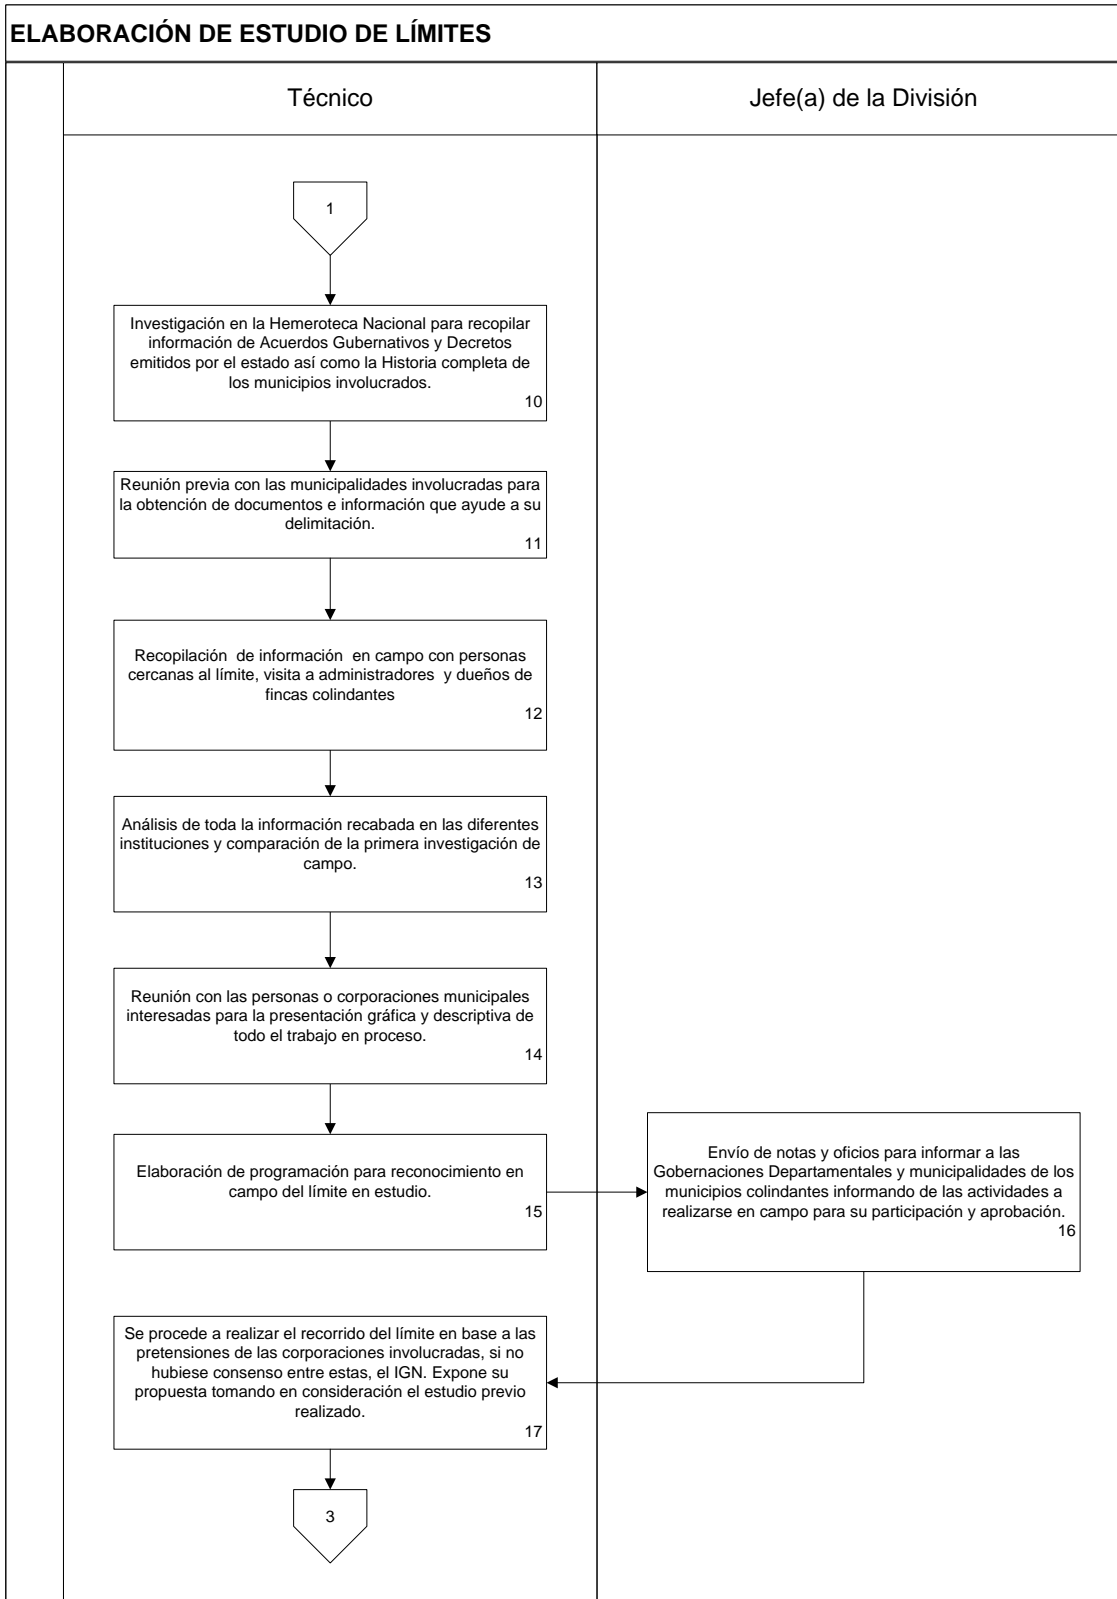 ELABORACIÓN DE ESTUDIO DE LÍMITES
Técnico
Jefe(a) de la División
1
Investigación en la Hemeroteca Nacional para recopilar
información de Acuerdos Gubernativos y Decretos
emitidos por el estado así como la Historia completa de
los municipios involucrados.
10
Reunión previa con las municipalidades involucradas para
la obtención de documentos e información que ayude a su
delimitación.
11
Recopilación  de información  en campo con personas
cercanas al límite, visita a administradores  y dueños de
fincas colindantes
12
Análisis de toda la información recabada en las diferentes
instituciones y comparación de la primera investigación de
campo.
13
Reunión con las personas o corporaciones municipales
interesadas para la presentación gráfica y descriptiva de
todo el trabajo en proceso.
14
Elaboración de programación para reconocimiento en
campo del límite en estudio.
15
Envío de notas y oficios para informar a las
Gobernaciones Departamentales y municipalidades de los
municipios colindantes informando de las actividades a
realizarse en campo para su participación y aprobación.
16
Se procede a realizar el recorrido del límite en base a las
pretensiones de las corporaciones involucradas, si no
hubiese consenso entre estas, el IGN. Expone su
propuesta tomando en consideración el estudio previo
realizado.
17
3